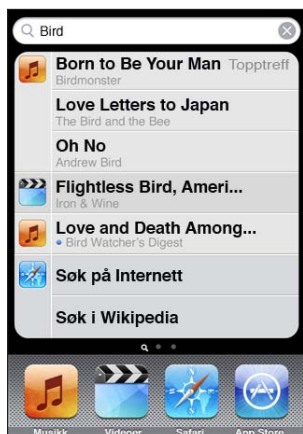 Bird
Born to Be Your Man Topptreff
Birdmonster
Love Letters to Japan
The Bird and the Bee
Oh No
Andrew Bird
Flightless Bird, Ameri...
Iron & Wine
Love and Death Among...
Bird Watcher's Digest
Søk på Internett
Søk i Wikipedia
Musikk Videoer Safari App Store